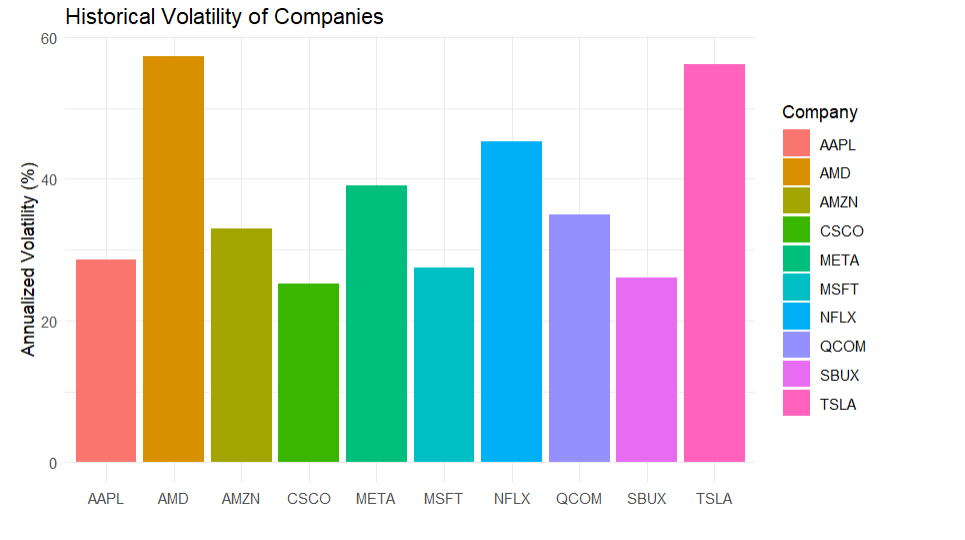 Historical Volatility of Companies
Annualized Volatility (%)
60
40
20
0
AAPL AMD AMZN CSCO META MSFT NFLX QCOM SBUX TSLA
Company
AAPL
AMD
AMZN
CSCO
META
MSFT
NFLX
QCOM
SBUX
TSLA